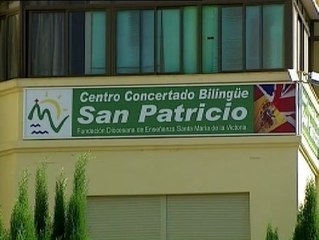 Centro Concertado Bilingüe
San Patricio
Fundación Diocesana de Enseñanza Santa María de la Victoria